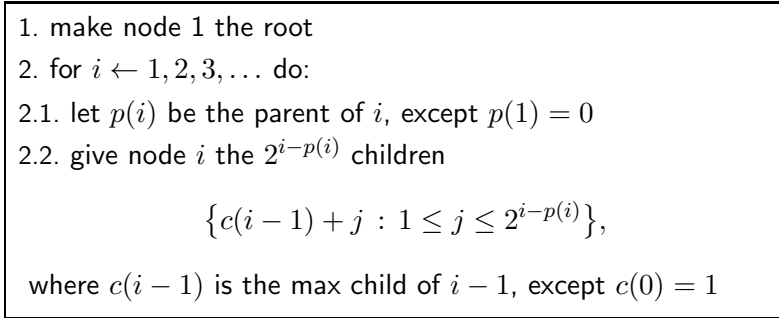 1. make node 1 the root
2. for i ← 1, 2, 3, … do:
2.1. let p(i) be the parent of i, except p(1) = 0
2.2. give node i the 2^{i−p(i)} children
{c(i − 1) + j : 1 ≤ j ≤ 2^{i−p(i)}},
where c(i − 1) is the max child of i − 1, except c(0) = 1